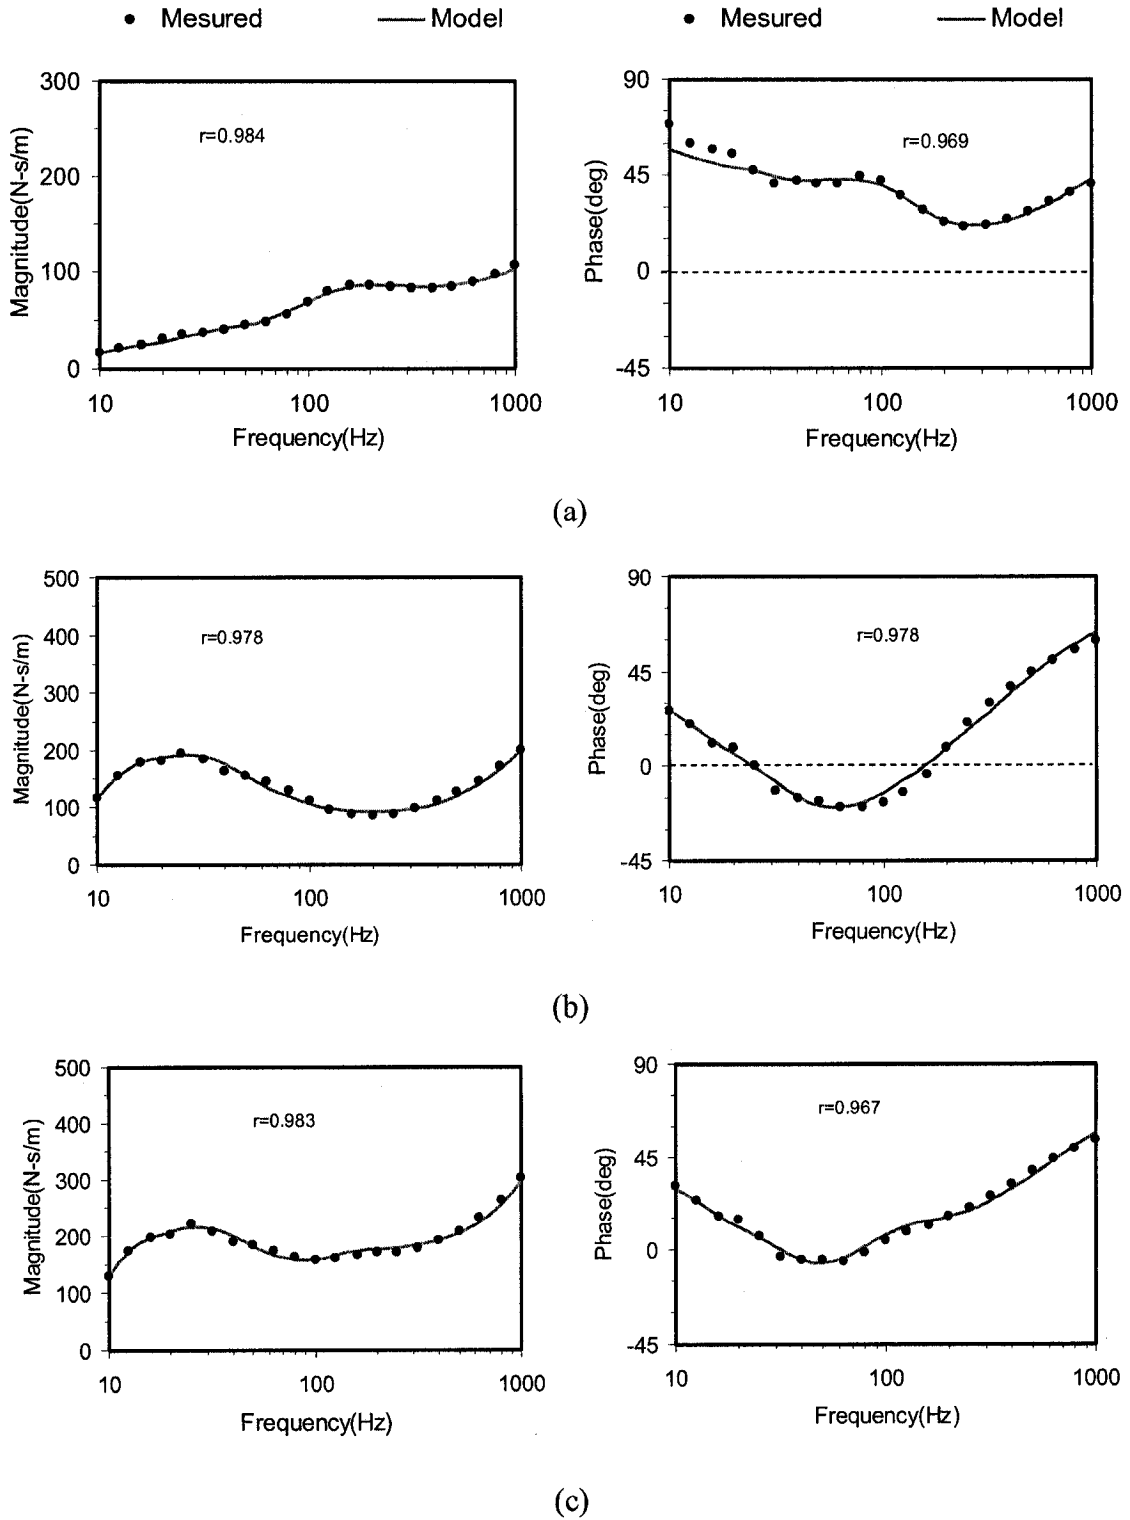 Mesured Model Mesured Model
300
200
100
0
Magnitude(N-s/m)
r=0.984
10 100 1000
Frequency(Hz)
90
45
0
-45
Phase(deg)
r=0.969
10 100 1000
Frequency(Hz)
(a)
500
400
300
200
100
0
Magnitude(N-s/m)
r=0.978
10 100 1000
Frequency(Hz)
90
45
0
-45
Phase(deg)
r=0.978
10 100 1000
Frequency(Hz)
(b)
500
400
300
200
100
0
Magnitude(N-s/m)
r=0.983
10 100 1000
Frequency(Hz)
90
45
0
-45
Phase(deg)
r=0.967
10 100 1000
Frequency(Hz)
(c)